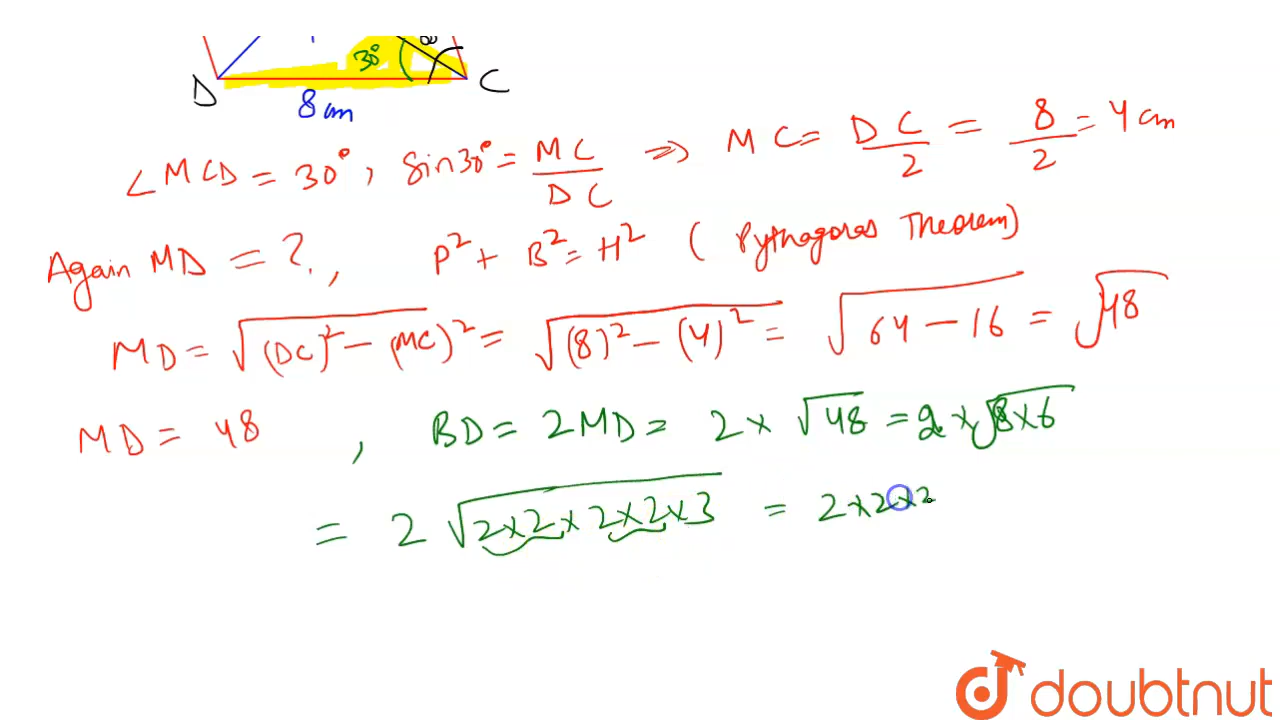 30°
D C
8 cm
∠MCD = 30°, sin30° = MC/DC ⇒ MC = DC/2 = 8/2 = 4 cm
Again MD = ?, P² + B² = H² (Pythagoras Theorem)
MD = √(DC)² − (MC)² = √(8)² − (4)² = √64 − 16 = √48
MD = 48 , BD = 2MD = 2 × √48 = 2 × √8×6
= 2 √2×2×2×2×3 = 2×2×2
doubtnut